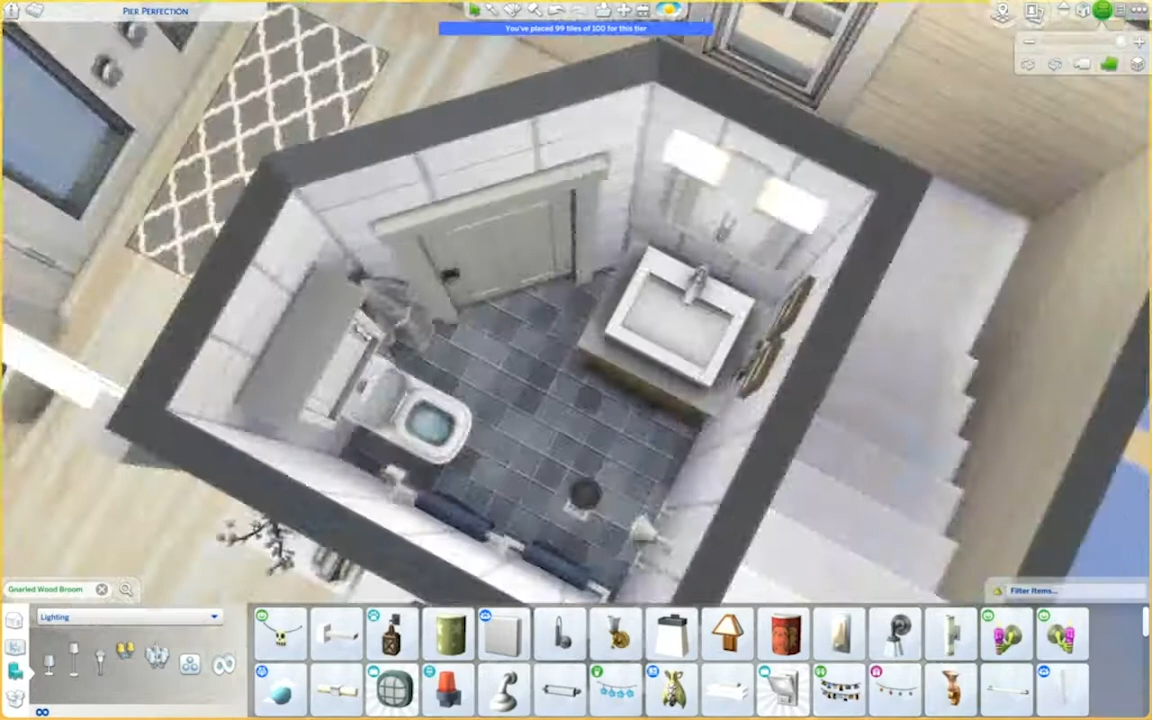 PIER PERFECTION
You've placed 99 tiles of 100 for this tier
Gnarled Wood Broom
Filter Items...
Lighting